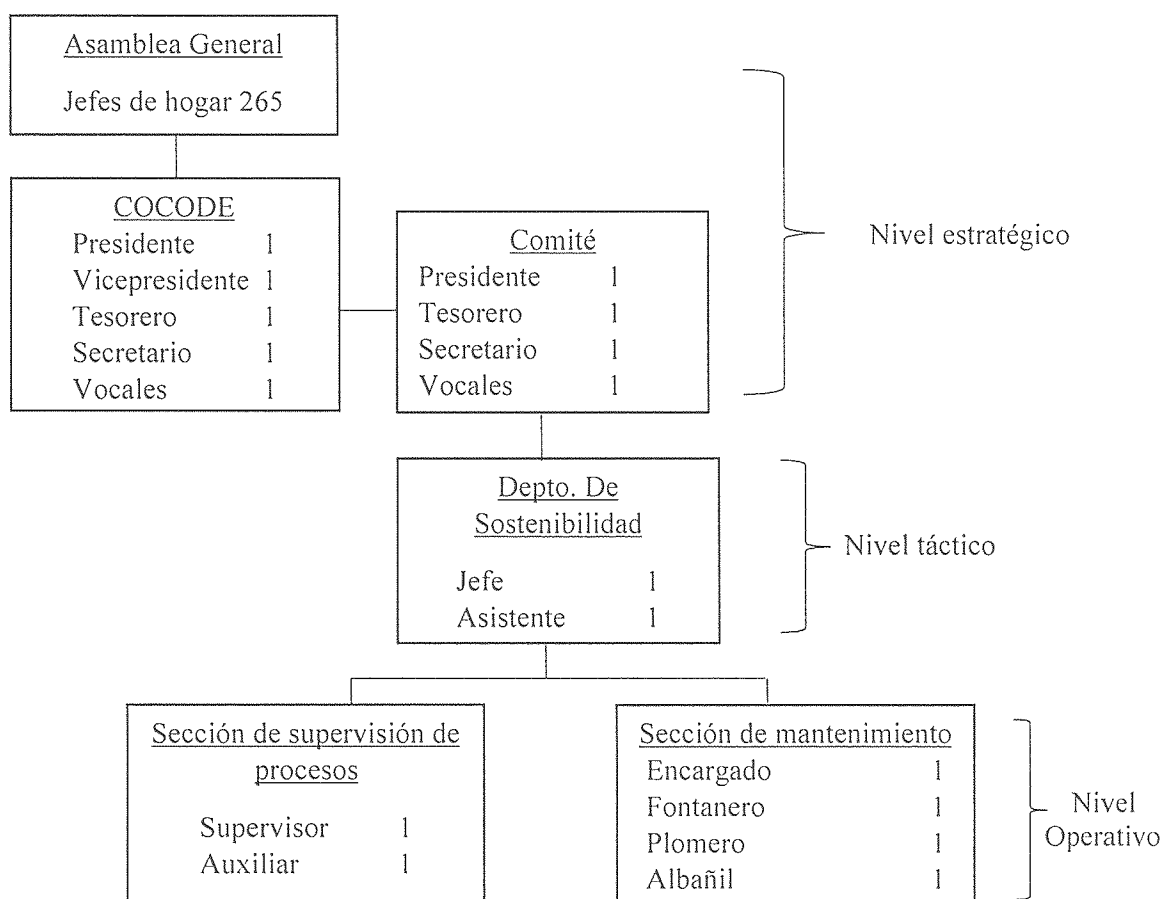 Asamblea General
Jefes de hogar 265
COCODE
Presidente 1
Vicepresidente 1
Tesorero 1
Secretario 1
Vocales 1
Comité
Presidente 1
Tesorero 1
Secretario 1
Vocales 1
Nivel estratégico
Depto. De
Sostenibilidad
Jefe 1
Asistente 1
Nivel táctico
Sección de supervisión de
procesos
Supervisor 1
Auxiliar 1
Sección de mantenimiento
Encargado 1
Fontanero 1
Plomero 1
Albañil 1
Nivel
Operativo